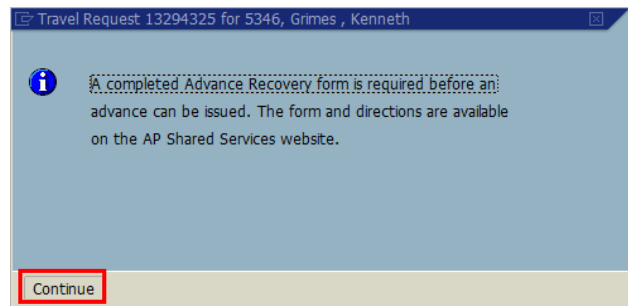 Travel Request 13294325 for 5346, Grimes , Kenneth
A completed Advance Recovery form is required before an
advance can be issued. The form and directions are available
on the AP Shared Services website.
Continue